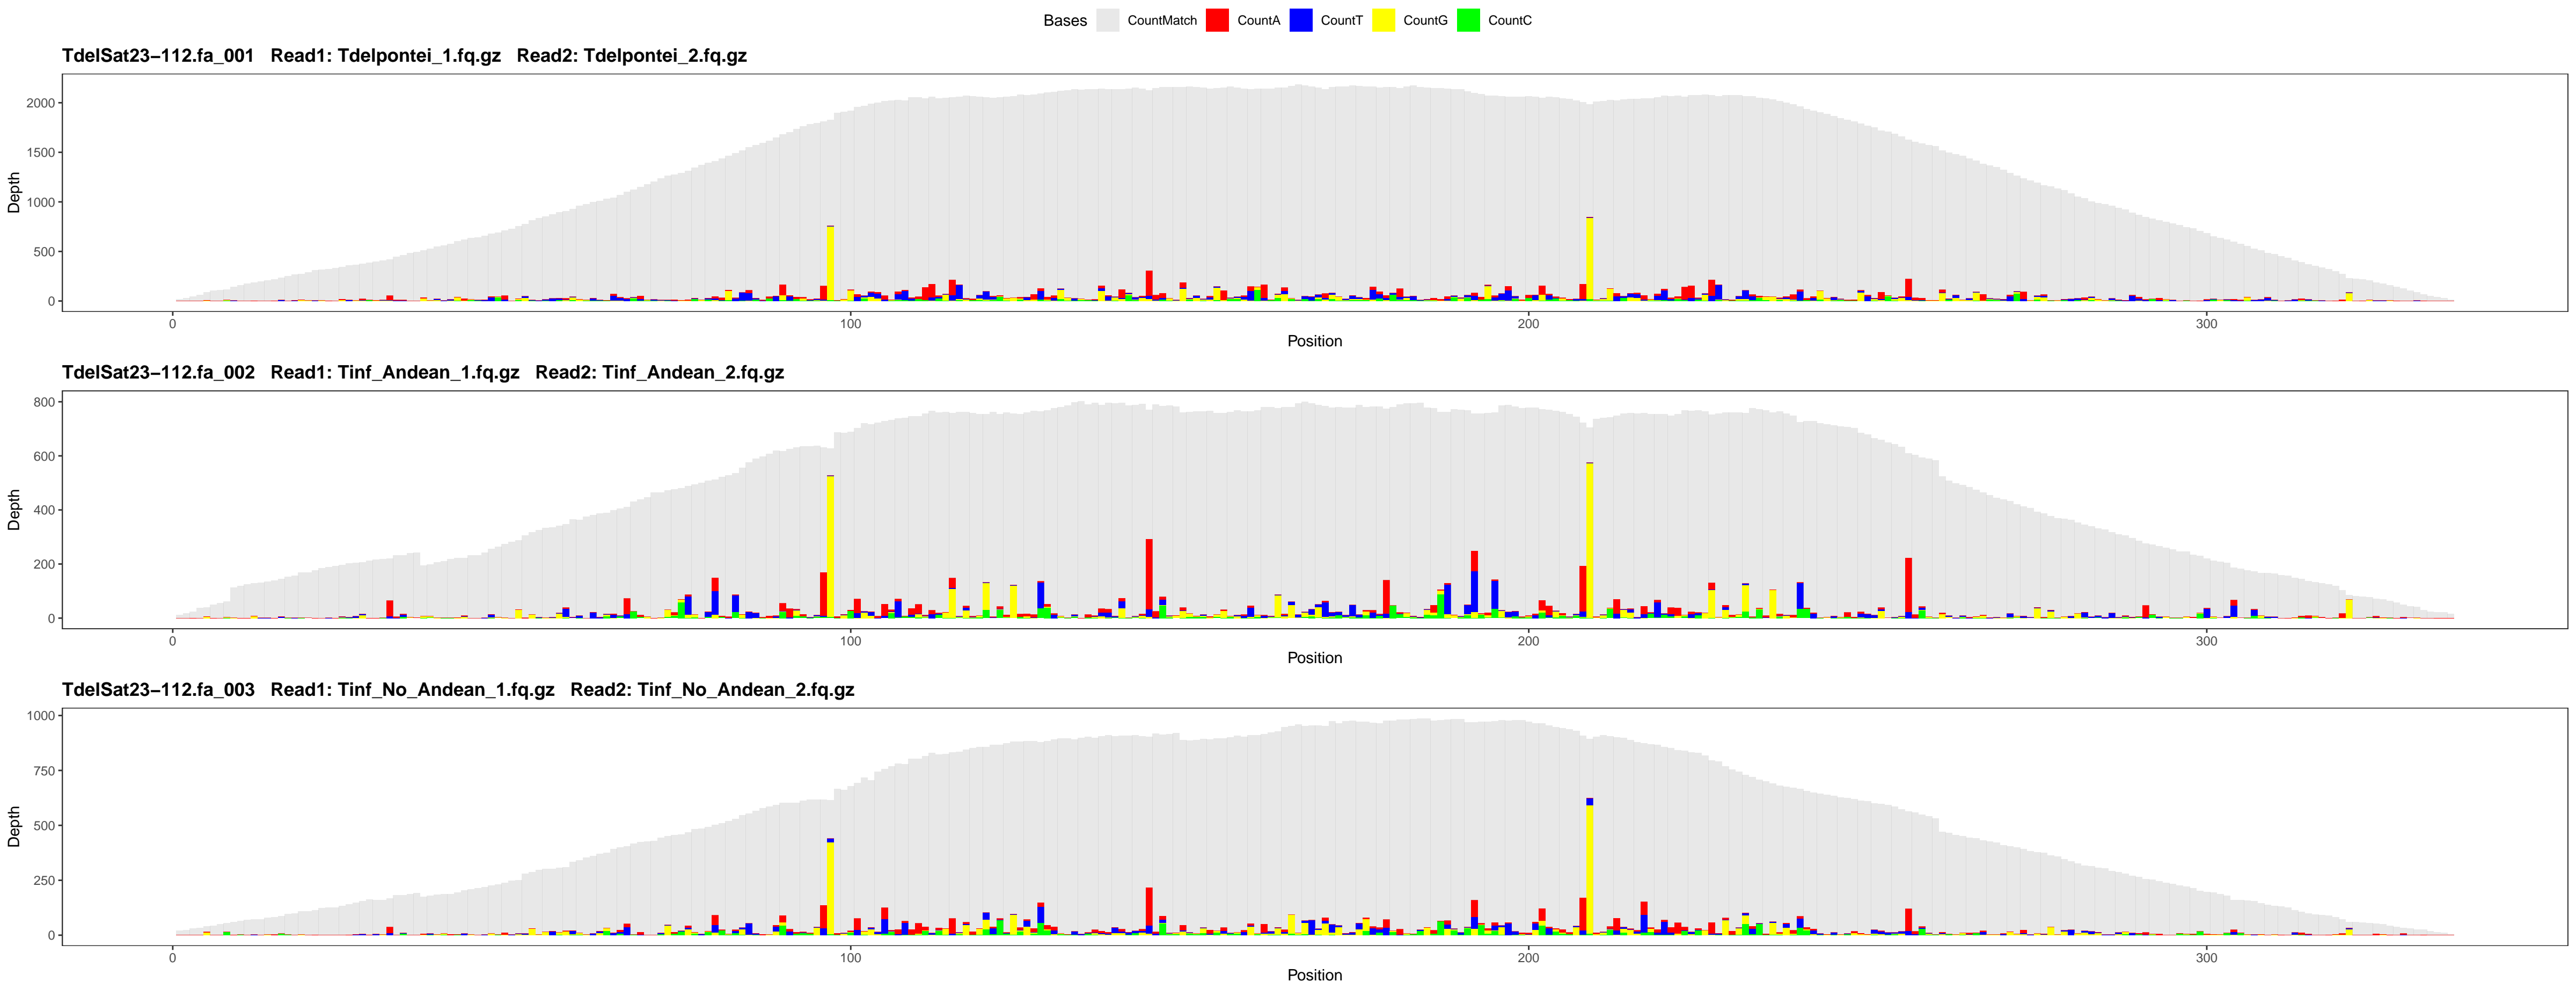 Bases CountMatch CountA CountT CountG CountC
TdelSat23−112.fa_001 Read1: Tdelpontei_1.fq.gz Read2: Tdelpontei_2.fq.gz
2000
1500
1000
500
0
Depth
0 100 200 300
Position
TdelSat23−112.fa_002 Read1: Tinf_Andean_1.fq.gz Read2: Tinf_Andean_2.fq.gz
800
600
400
200
0
Depth
0 100 200 300
Position
TdelSat23−112.fa_003 Read1: Tinf_No_Andean_1.fq.gz Read2: Tinf_No_Andean_2.fq.gz
1000
750
500
250
0
Depth
0 100 200 300
Position